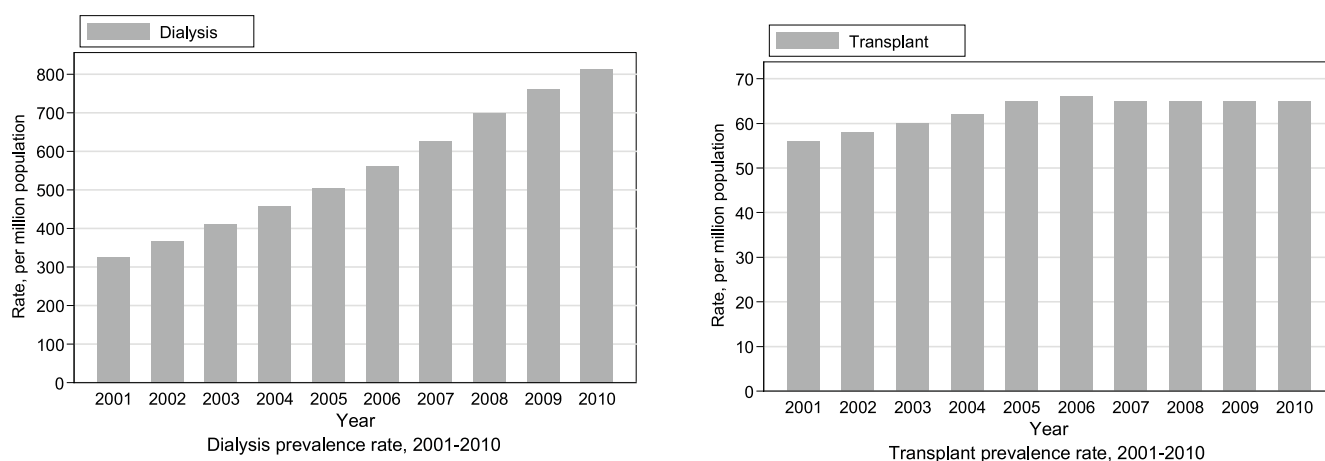 Dialysis
Rate, per million population
800
700
600
500
400
300
200
100
0
2001 2002 2003 2004 2005 2006 2007 2008 2009 2010
Year
Dialysis prevalence rate, 2001-2010
Transplant
Rate, per million population
70
60
50
40
30
20
10
0
2001 2002 2003 2004 2005 2006 2007 2008 2009 2010
Year
Transplant prevalence rate, 2001-2010